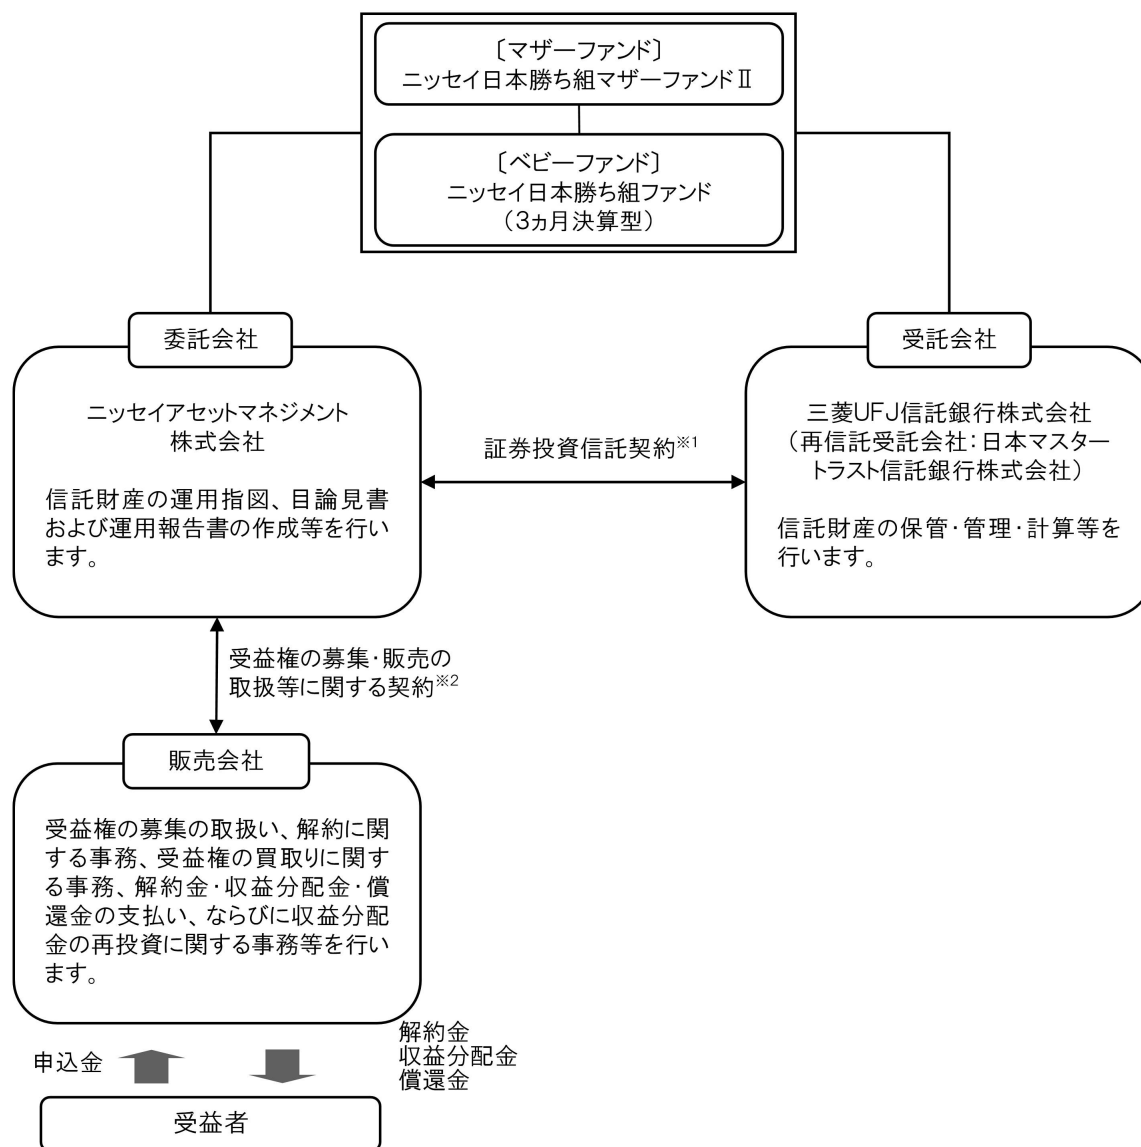 〔マザーファンド〕
ニッセイ日本勝ち組マザーファンドⅡ
〔ベビーファンド〕
ニッセイ日本勝ち組ファンド
（3ヵ月決算型）
委託会社
ニッセイアセットマネジメント
株式会社
信託財産の運用指図、目論見書
および運用報告書の作成等を行い
ます。
証券投資信託契約※1
受託会社
三菱UFJ信託銀行株式会社
（再信託受託会社：日本マスター
トラスト信託銀行株式会社）
信託財産の保管・管理・計算等を
行います。
受益権の募集・販売の
取扱等に関する契約※2
販売会社
受益権の募集の取扱い、解約に関
する事務、受益権の買取りに関す
る事務、解約金・収益分配金・償
還金の支払い、ならびに収益分配
金の再投資に関する事務等を行い
ます。
申込金
解約金
収益分配金
償還金
受益者